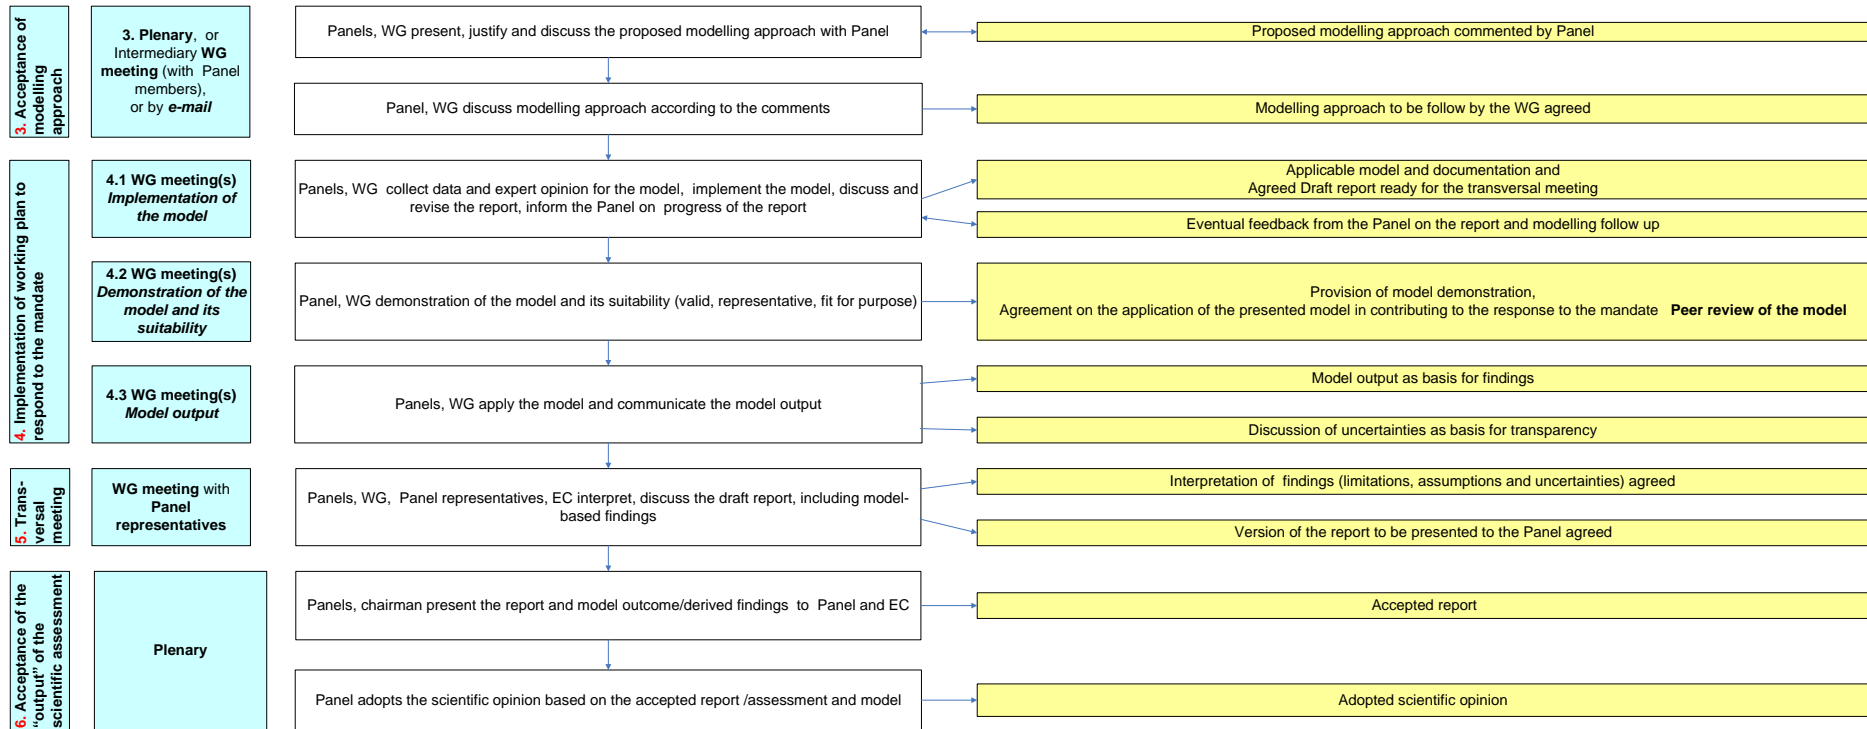 3. Acceptance of
modelling
approach
3. Plenary, or
Intermediary WG
meeting (with Panel
members),
or by e-mail
Panels, WG present, justify and discuss the proposed modelling approach with Panel
Proposed modelling approach commented by Panel
Panel, WG discuss modelling approach according to the comments
Modelling approach to be follow by the WG agreed
4. Implementation of working plan to
respond to the mandate
4.1 WG meeting(s)
Implementation of
the model
Panels, WG collect data and expert opinion for the model, implement the model, discuss and
revise the report, inform the Panel on progress of the report
Applicable model and documentation and
Agreed Draft report ready for the transversal meeting
Eventual feedback from the Panel on the report and modelling follow up
4.2 WG meeting(s)
Demonstration of the
model and its
suitability
Panel, WG demonstration of the model and its suitability (valid, representative, fit for purpose)
Provision of model demonstration,
Agreement on the application of the presented model in contributing to the response to the mandate Peer review of the model
4.3 WG meeting(s)
Model output
Panels, WG apply the model and communicate the model output
Model output as basis for findings
Discussion of uncertainties as basis for transparency
5. Trans-
versal
meeting
WG meeting with
Panel
representatives
Panels, WG, Panel representatives, EC interpret, discuss the draft report, including model-
based findings
Interpretation of findings (limitations, assumptions and uncertainties) agreed
Version of the report to be presented to the Panel agreed
6. Acceptance of the
“output” of the
scientific assessment
Plenary
Panels, chairman present the report and model outcome/derived findings to Panel and EC
Accepted report
Panel adopts the scientific opinion based on the accepted report /assessment and model
Adopted scientific opinion